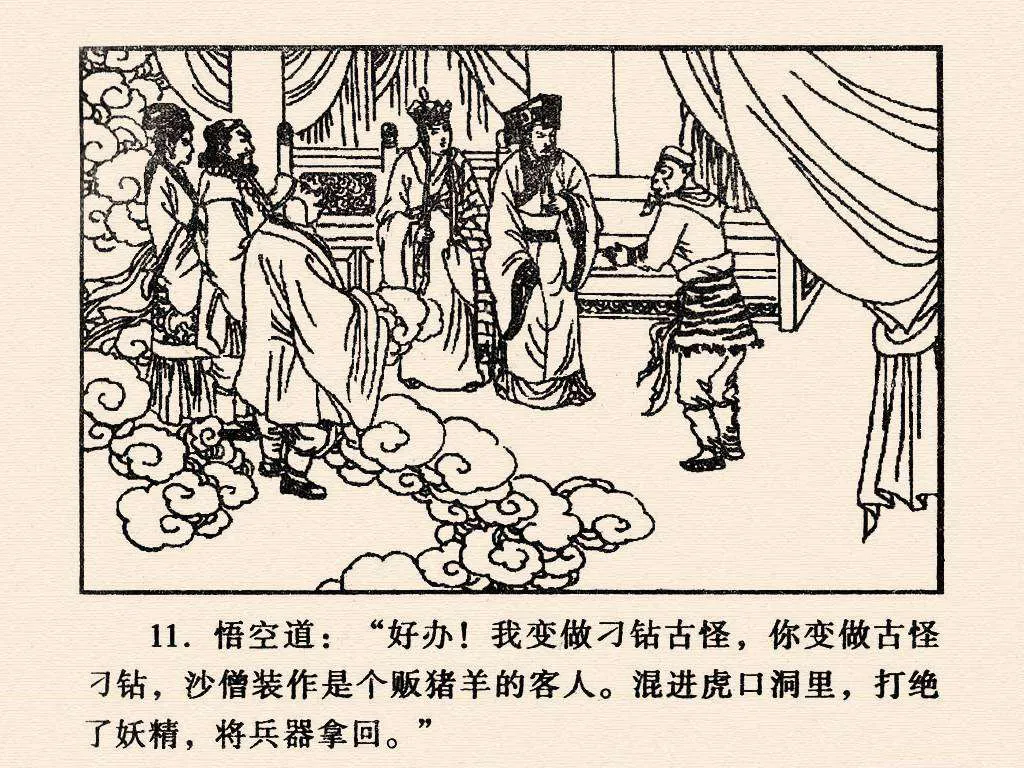 11. 悟空道：“好办！我变做刁钻古怪，你变做古怪
刁钻，沙僧装作是个贩猪羊的客人。混进虎口洞里，打绝
了妖精，将兵器拿回。”